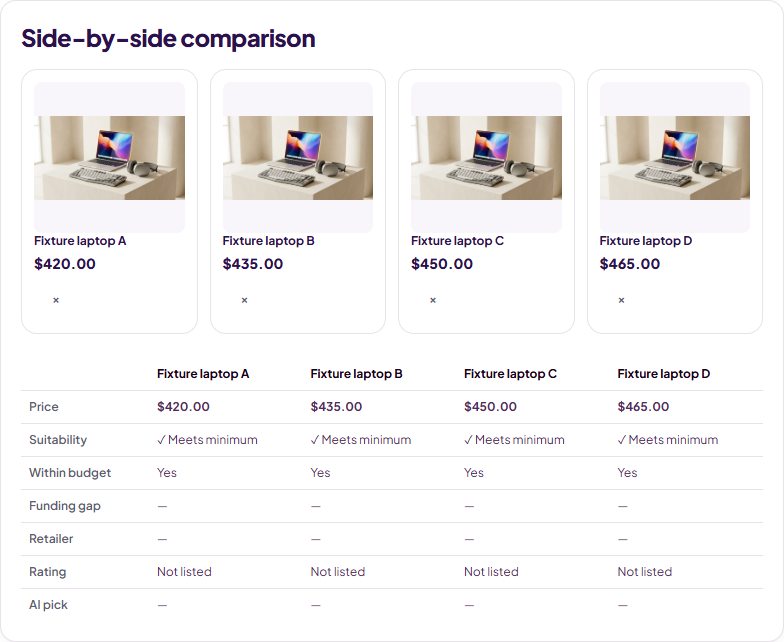 Side-by-side comparison
Fixture laptop A
$420.00
×
Fixture laptop B
$435.00
×
Fixture laptop C
$450.00
×
Fixture laptop D
$465.00
×
Fixture laptop A Fixture laptop B Fixture laptop C Fixture laptop D
Price $420.00 $435.00 $450.00 $465.00
Suitability ✓ Meets minimum ✓ Meets minimum ✓ Meets minimum ✓ Meets minimum
Within budget Yes Yes Yes Yes
Funding gap — — — —
Retailer — — — —
Rating Not listed Not listed Not listed Not listed
AI pick — — — —